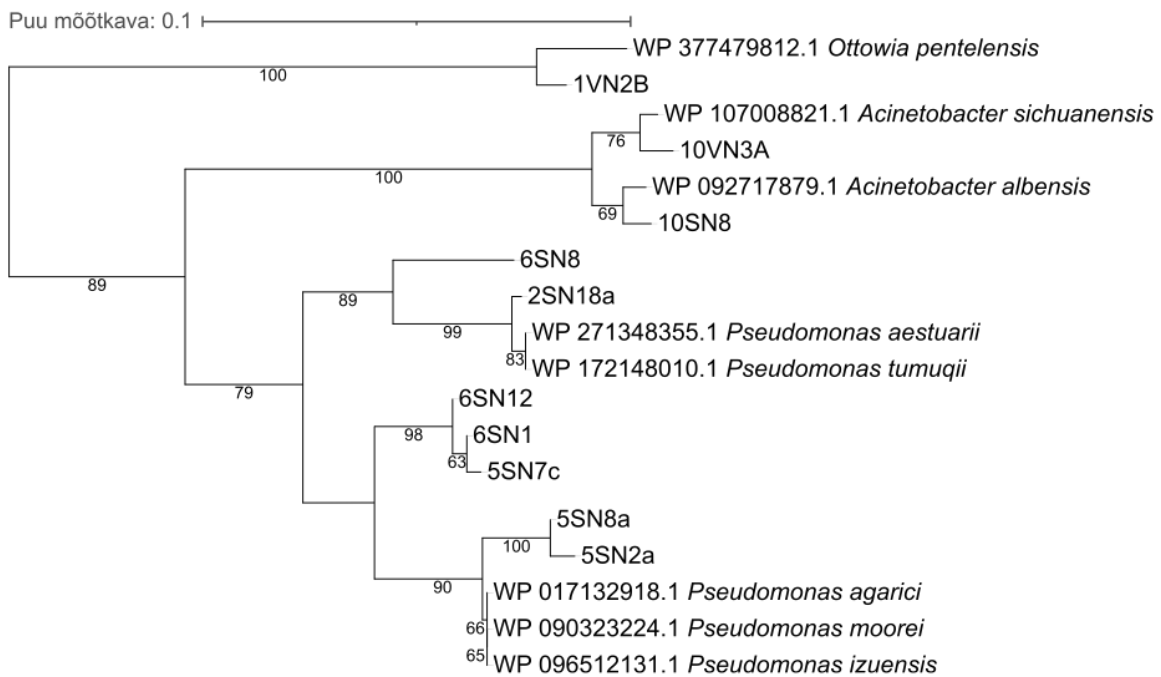 Puu mõõtkava: 0.1
WP 377479812.1 Ottowia pentelensis
100
1VN2B
WP 107008821.1 Acinetobacter sichuanensis
76
10VN3A
100
WP 092717879.1 Acinetobacter albensis
69
10SN8
6SN8
89
89
2SN18a
99
WP 271348355.1 Pseudomonas aestuarii
83
WP 172148010.1 Pseudomonas tumuqii
79
6SN12
98
6SN1
63
5SN7c
5SN8a
100
5SN2a
90
WP 017132918.1 Pseudomonas agarici
66
WP 090323224.1 Pseudomonas moorei
65
WP 096512131.1 Pseudomonas izuensis